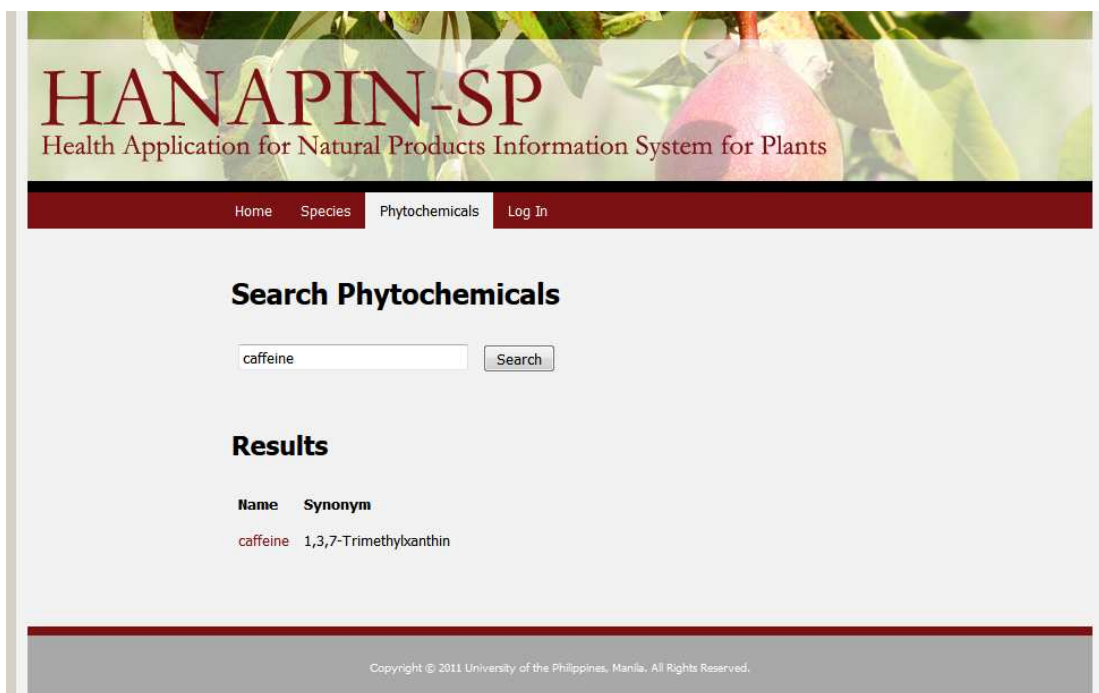 HANAPIN-SP
Health Application for Natural Products Information System for Plants
Home Species Phytochemicals Log In
Search Phytochemicals
caffeine Search
Results
Name Synonym
caffeine 1,3,7-Trimethylxanthin
Copyright © 2011 University of the Philippines, Manila. All Rights Reserved.